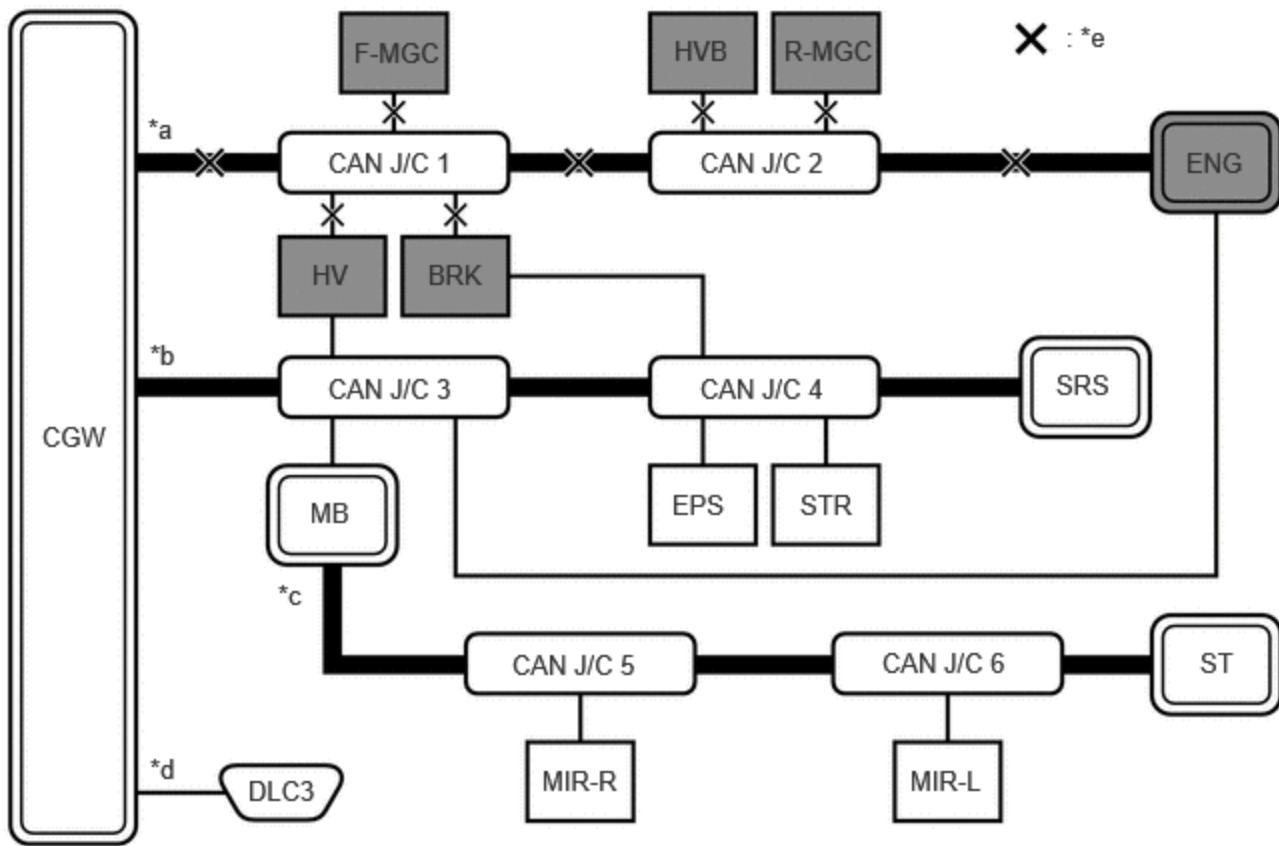 F-MGC
HVB
R-MGC
: *e
*a
CAN J/C 1
CAN J/C 2
ENG
HV
BRK
*b
CAN J/C 3
CAN J/C 4
SRS
CGW
MB
EPS
STR
*c
CAN J/C 5
CAN J/C 6
ST
*d
DLC3
MIR-R
MIR-L